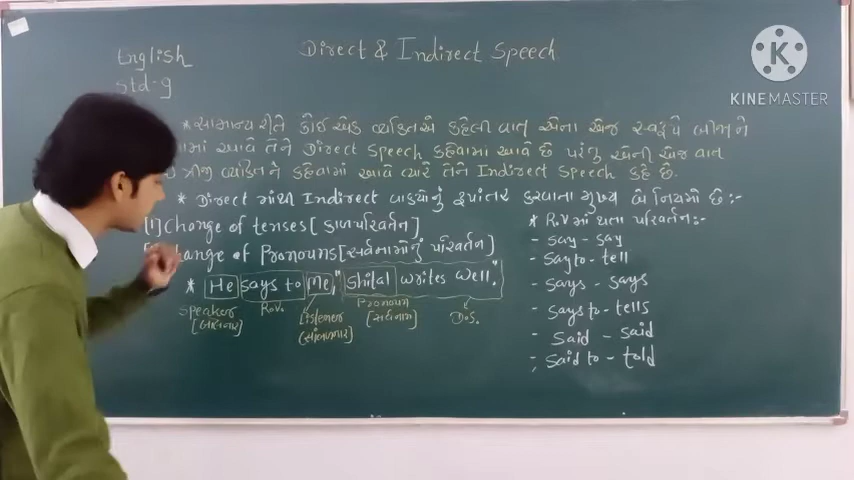 Direct & Indirect Speech
English
Std-9
K
KINEMASTER
* સામાન્ય રીતે કોઈ એક વ્યક્તિએ કહેલી વાત એના એજ સ્વરૂપે બીજાને
માં આવે તેને Direct Speech કહેવામાં આવે છે પરંતુ એની એજ વાત
ત્રીજી વ્યક્તિને કહેવામાં આવે ત્યારે તેને Indirect Speech કહે છે.
* Direct માંથી Indirect વાક્યોનું રૂપાંતર કરવાના મુખ્ય બે નિયમો છે:-
(1) Change of tenses [કાળપરિવર્તન]
Change of Pronouns [સર્વનામોનું પરિવર્તન]
* He says to Me, "Shital writes well."
Speaker R.V. Listener Pronoun D.S.
[બોલનાર] [સાંભળનાર] [સર્વનામ]
* R.V માં થતા પરિવર્તન:-
- Say - Say
- Say to - tell
- Says - Says
- Says to - tells
- Said - Said
- Said to - told